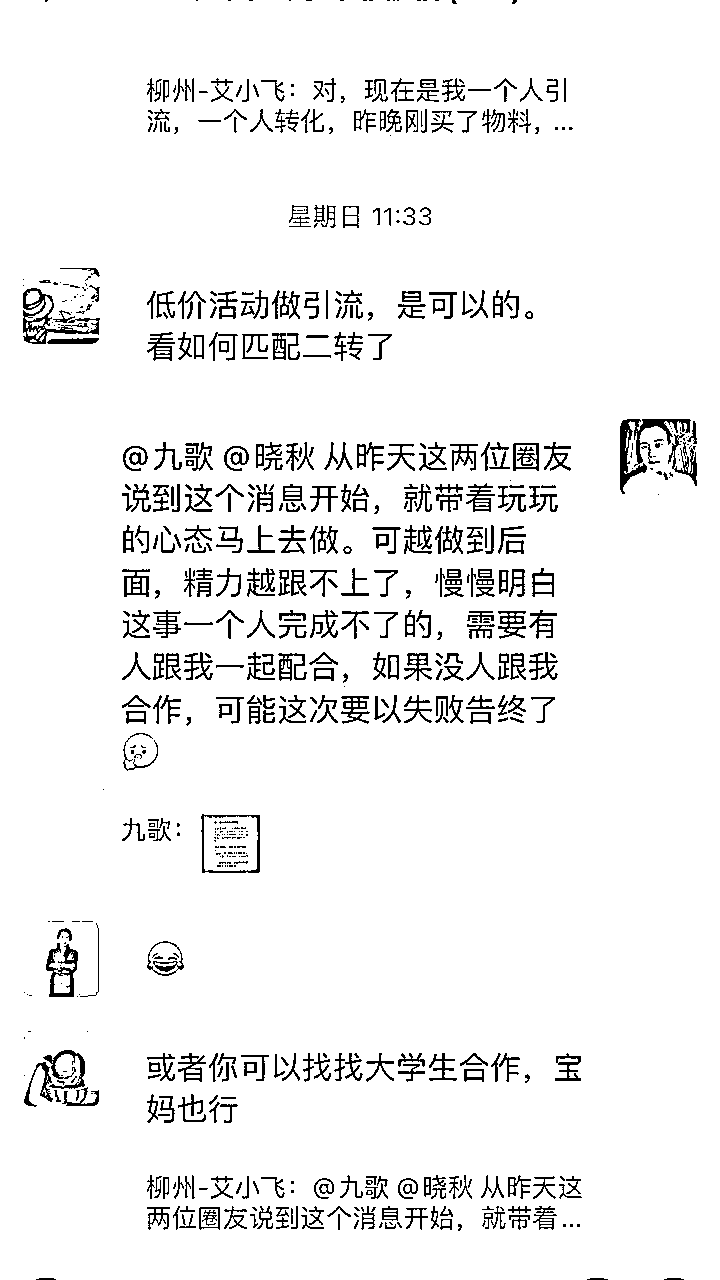 柳州-艾小飞：对，现在是我一个人引
流，一个人转化，昨晚刚买了物料，...
星期日 11:33
低价活动做引流，是可以的。
看如何匹配二转了
@九歌 @晓秋 从昨天这两位圈友
说到这个消息开始，就带着玩玩
的心态马上去做。可越做到后
面，精力越跟不上了，慢慢明白
这事一个人完成不了的，需要有
人跟我一起配合，如果没人跟我
合作，可能这次要以失败告终了
九歌：
或者你可以找找大学生合作，宝
妈也行
柳州-艾小飞：@九歌 @晓秋 从昨天这
两位圈友说到这个消息开始，就带着...